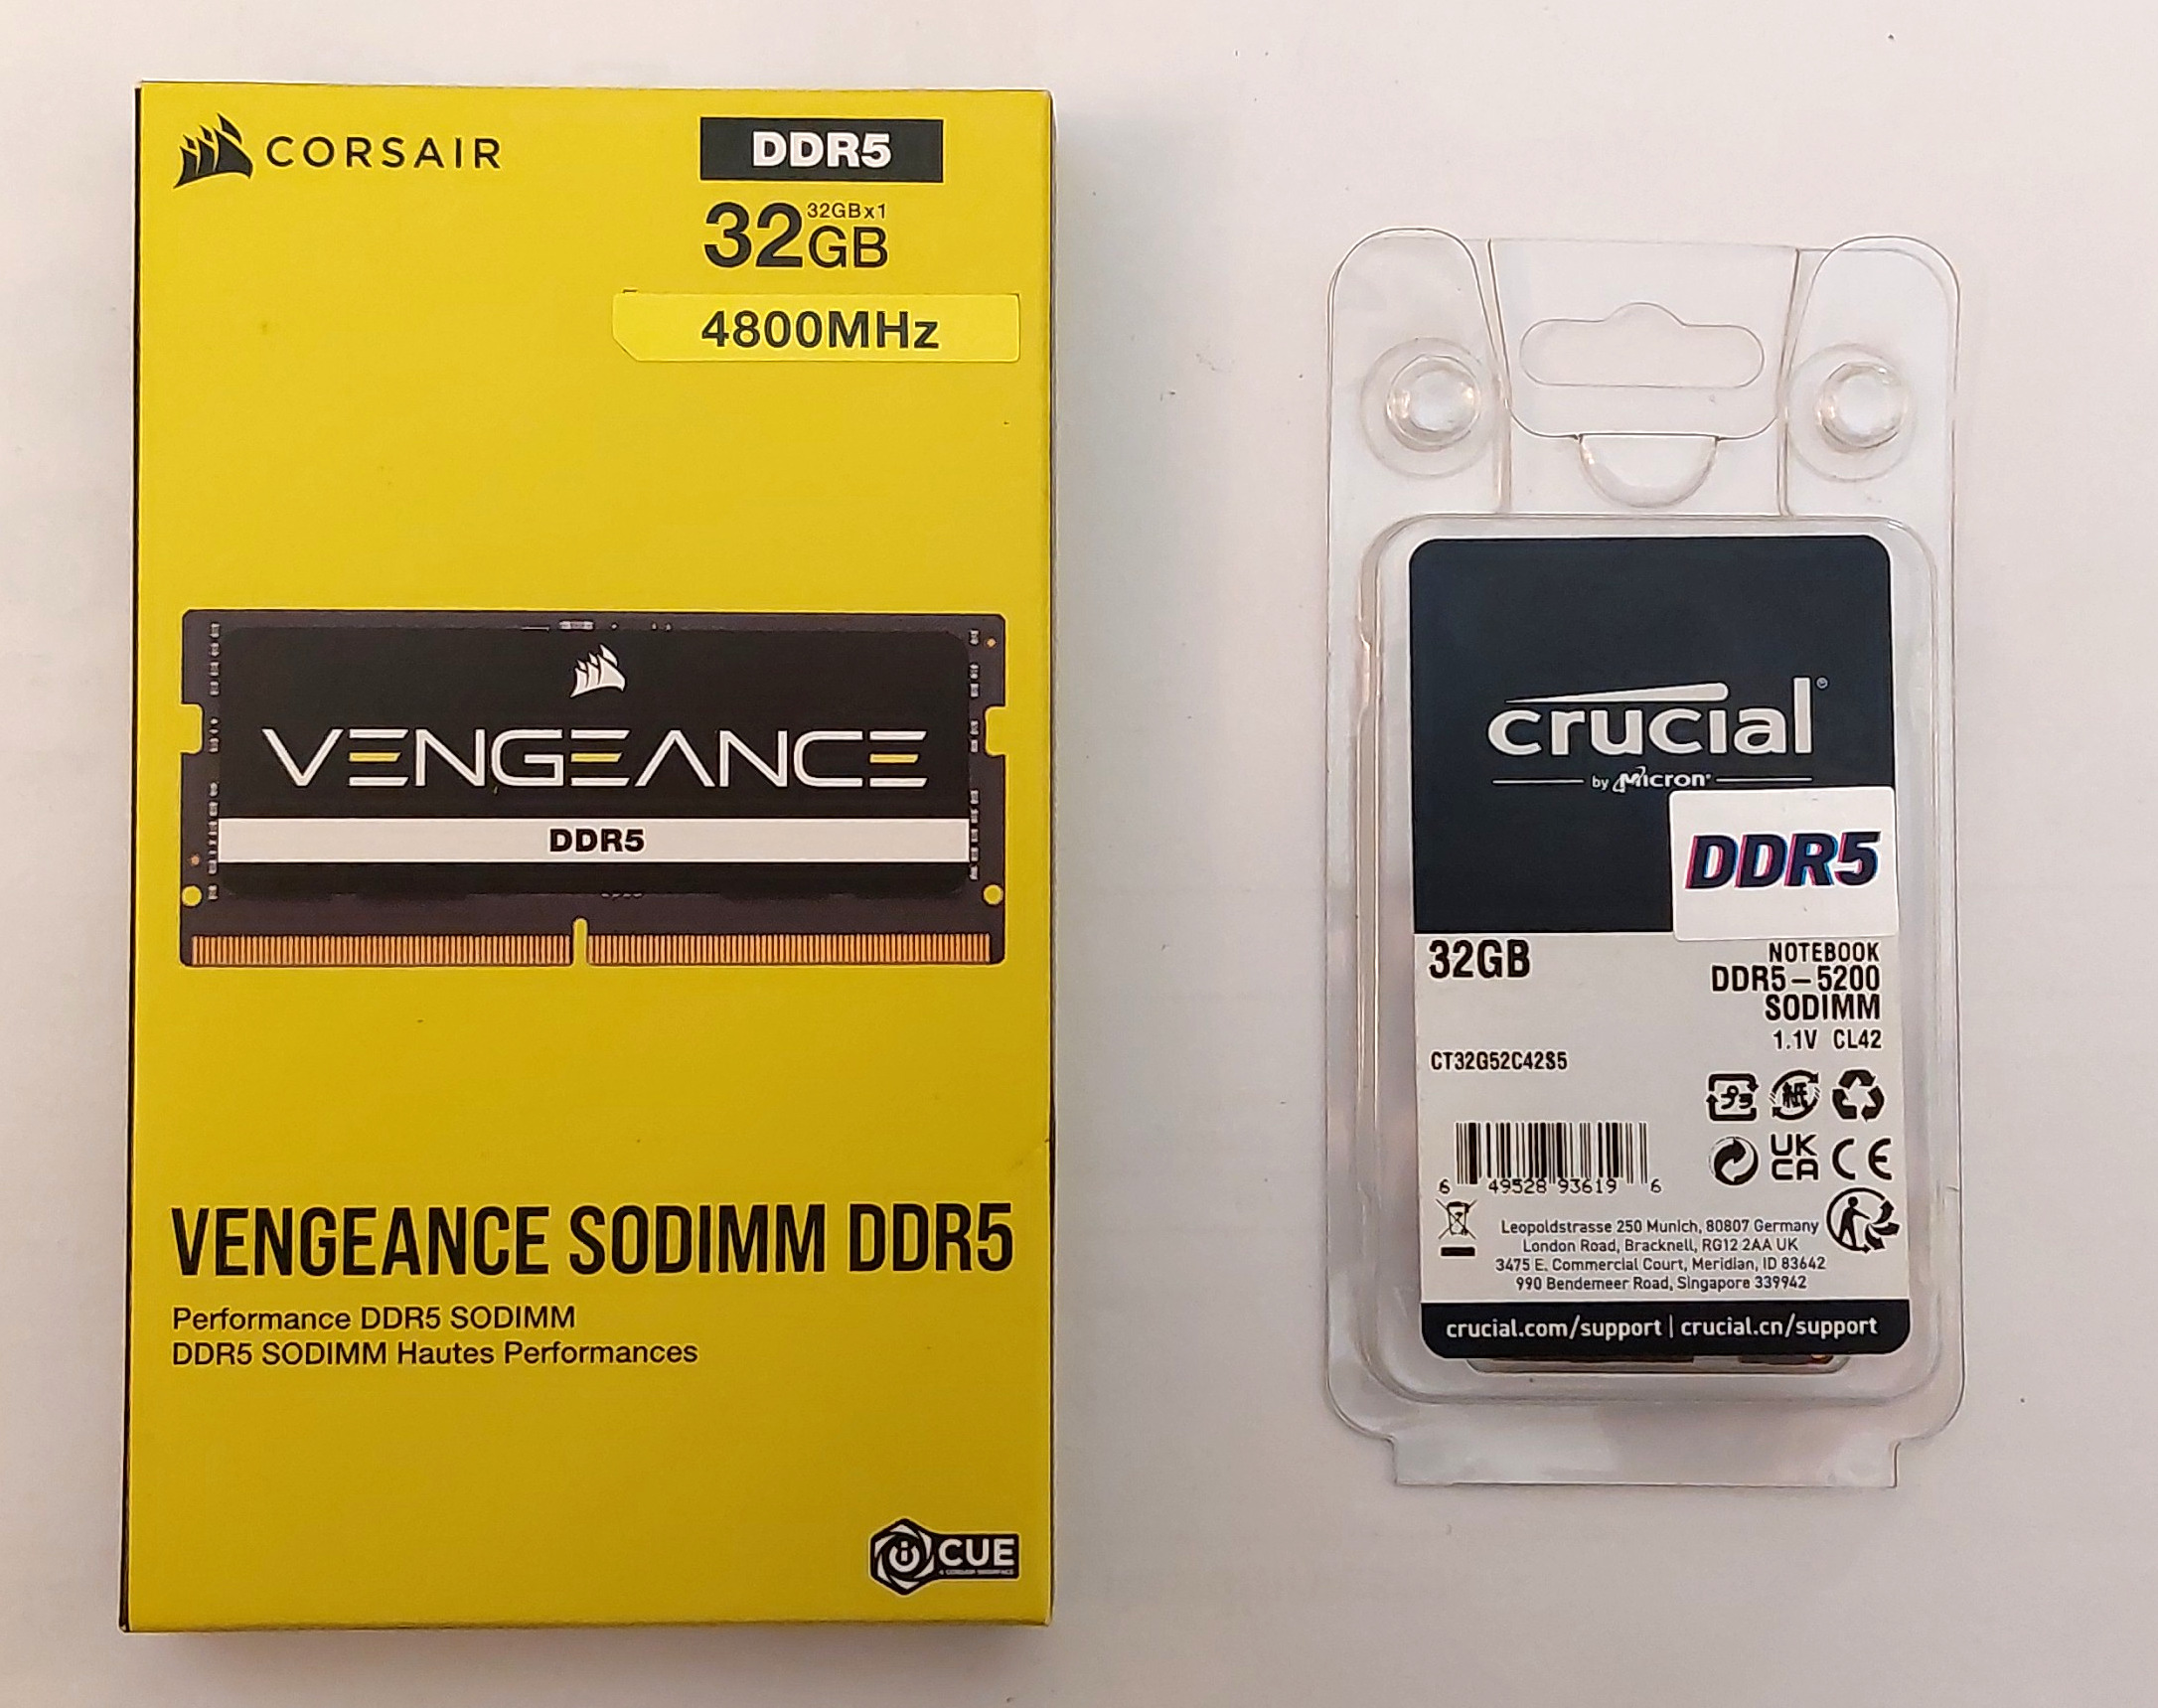 CORSAIR
DDR5
32GBx1
32GB
4800MHz
VENGEANCE
DDR5
VENGEANCE SODIMM DDR5
Performance DDR5 SODIMM
DDR5 SODIMM Hautes Performances
iCUE
crucial®
by Micron®
DDR5
32GB
NOTEBOOK
DDR5-5200
SODIMM
1.1V CL42
CT32G52C42S5
プラ
紙
UK
CA
CE
6 49528 93619 6
Leopoldstrasse 250 Munich, 80807 Germany
London Road, Bracknell, RG12 2AA UK
3475 E. Commercial Court, Meridian, ID 83642
990 Bendemeer Road, Singapore 339942
crucial.com/support | crucial.cn/support